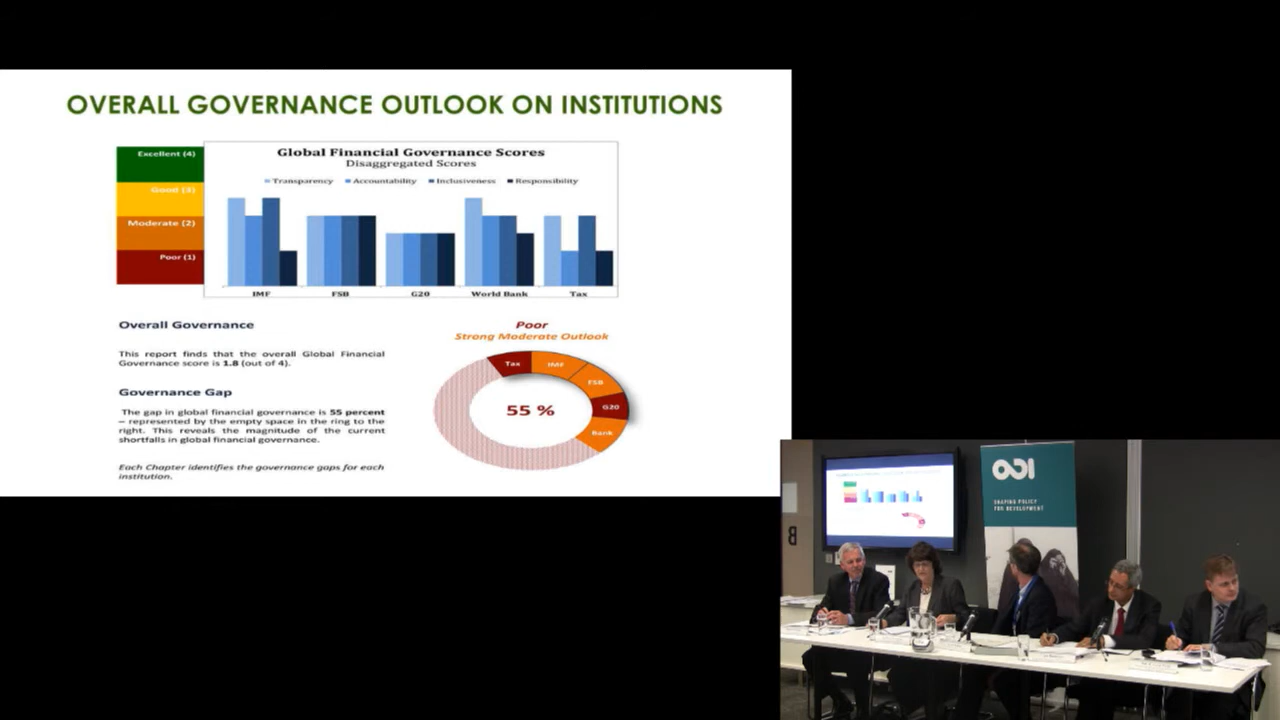 OVERALL GOVERNANCE OUTLOOK ON INSTITUTIONS
Excellent (4)
Good (3)
Moderate (2)
Poor (1)
Global Financial Governance Scores
Disaggregated Scores
Transparency Accountability Inclusiveness Responsibility
IMF FSB G20 World Bank Tax
Overall Governance
This report finds that the overall Global Financial
Governance score is 1.8 (out of 4).
Governance Gap
The gap in global financial governance is 55 percent
– represented by the empty space in the ring to the
right. This reveals the magnitude of the current
shortfalls in global financial governance.
Each Chapter identifies the governance gaps for each
institution.
Poor
Strong Moderate Outlook
Tax
IMF
FSB
G20
Bank
55 %
ODI
SHAPING POLICY
FOR DEVELOPMENT
B